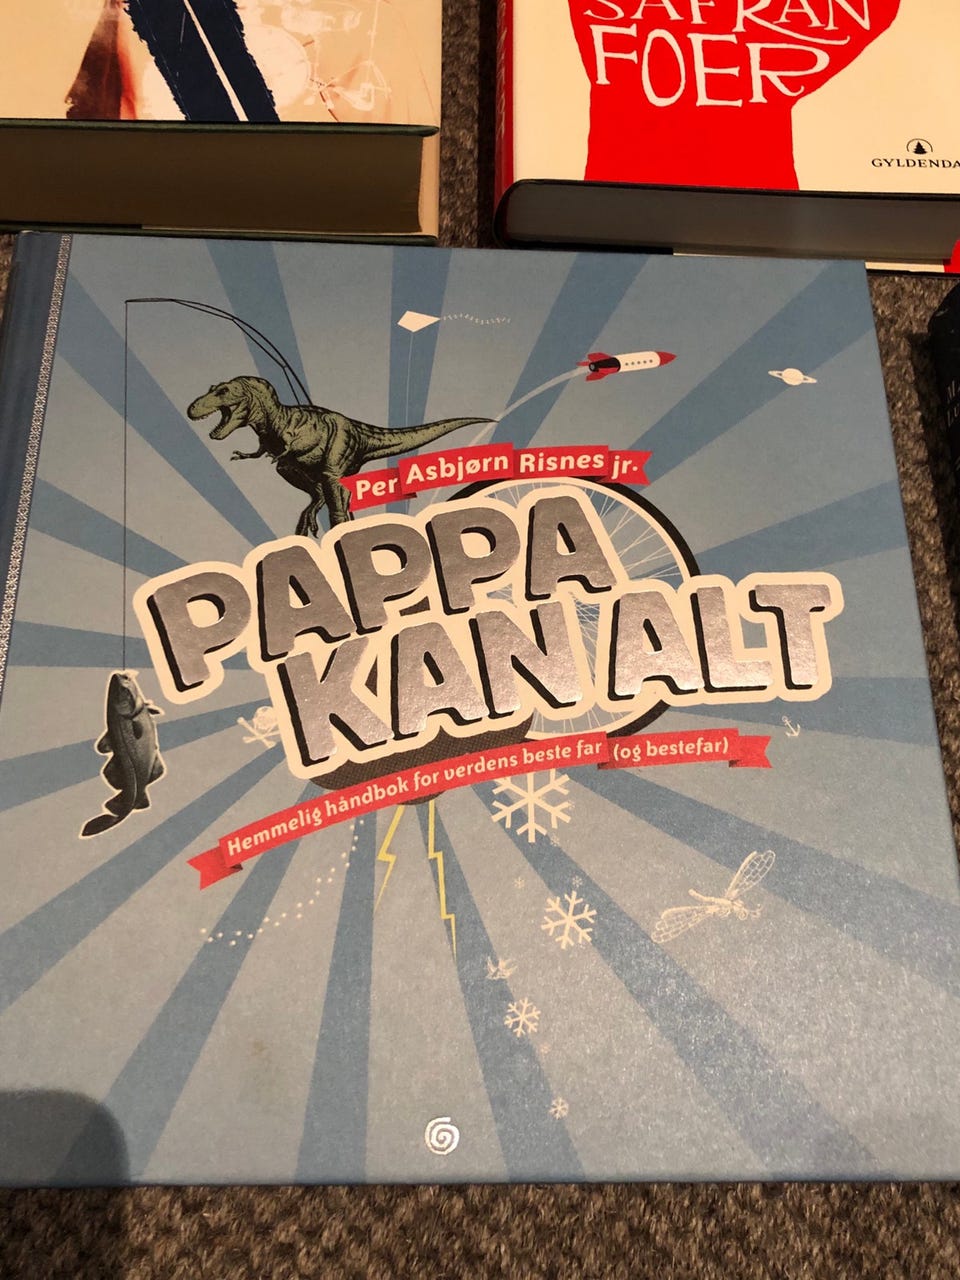 SAFRAN
FOER
GYLDENDA
Per Asbjørn Risnes jr.
PAPPA
KAN ALT
Hemmelig håndbok for verdens beste far (og bestefar)